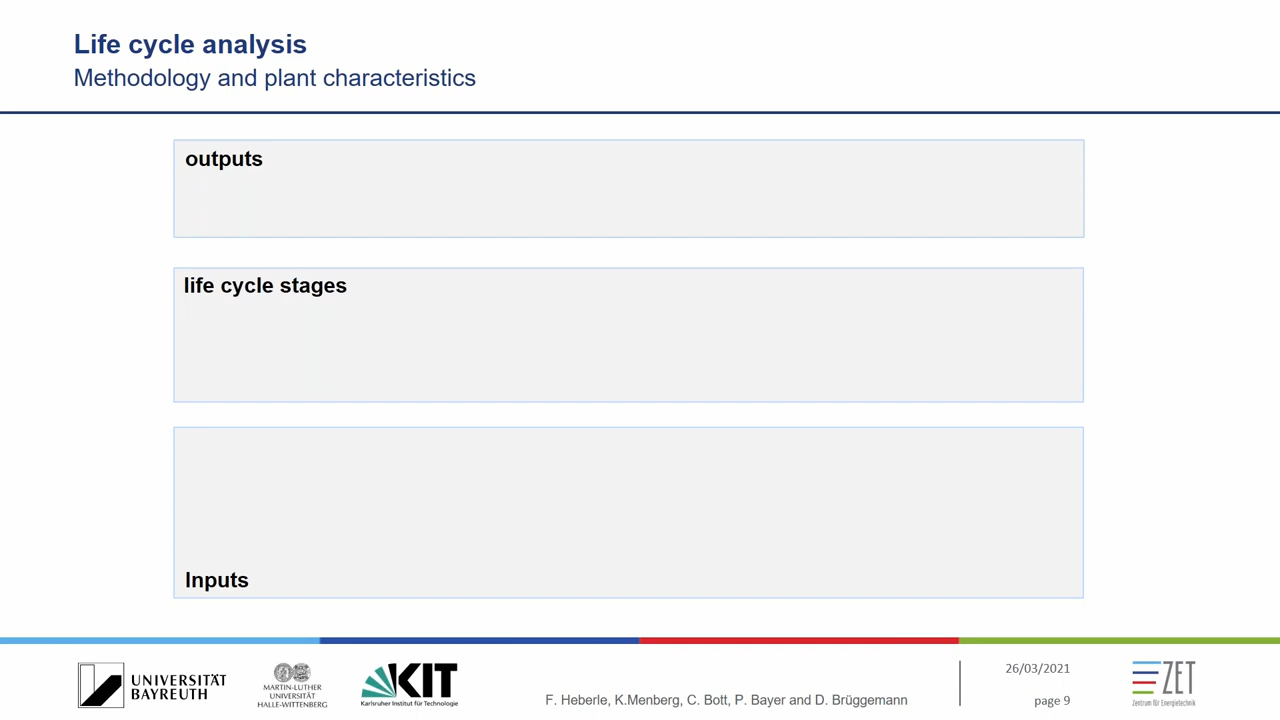 Life cycle analysis
Methodology and plant characteristics
outputs
life cycle stages
Inputs
UNIVERSITÄT
BAYREUTH
MARTIN-LUTHER
UNIVERSITÄT
HALLE-WITTENBERG
KIT
Karlsruher Institut für Technologie
F. Heberle, K.Menberg, C. Bott, P. Bayer and D. Brüggemann
26/03/2021
page 9
ZET
Zentrum für Energietechnik